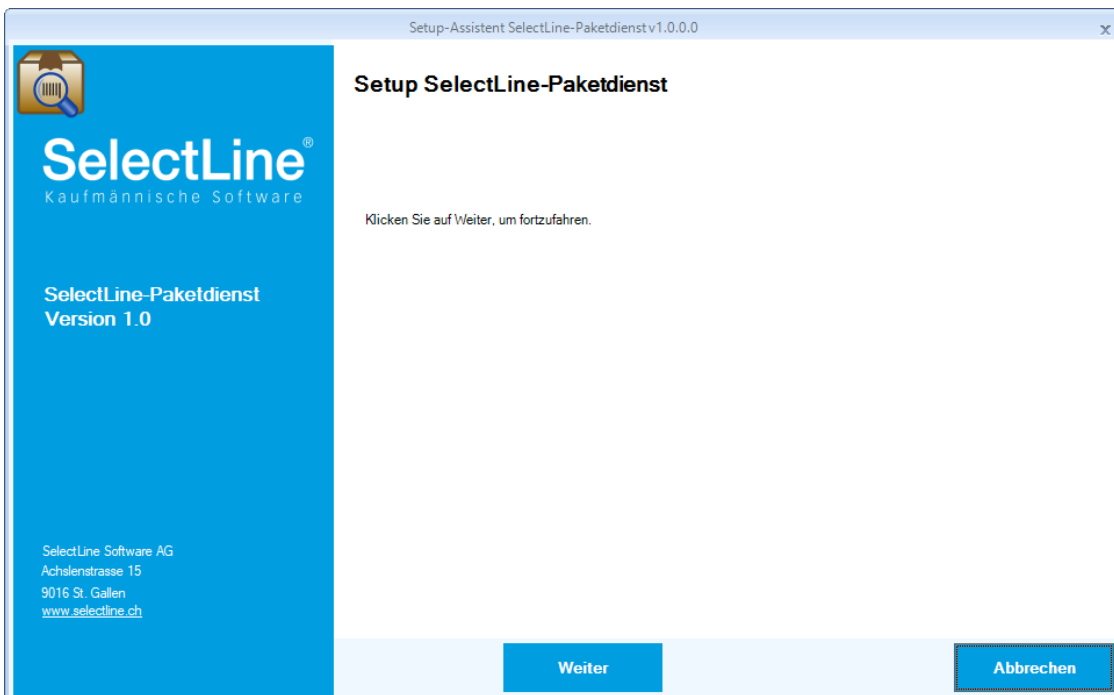 Setup-Assistent SelectLine-Paketdienst v1.0.0.0
x
SelectLine®
Kaufmännische Software
SelectLine-Paketdienst
Version 1.0
SelectLine Software AG
Achslenstrasse 15
9016 St. Gallen
www.selectline.ch
Setup SelectLine-Paketdienst
Klicken Sie auf Weiter, um fortzufahren.
Weiter
Abbrechen